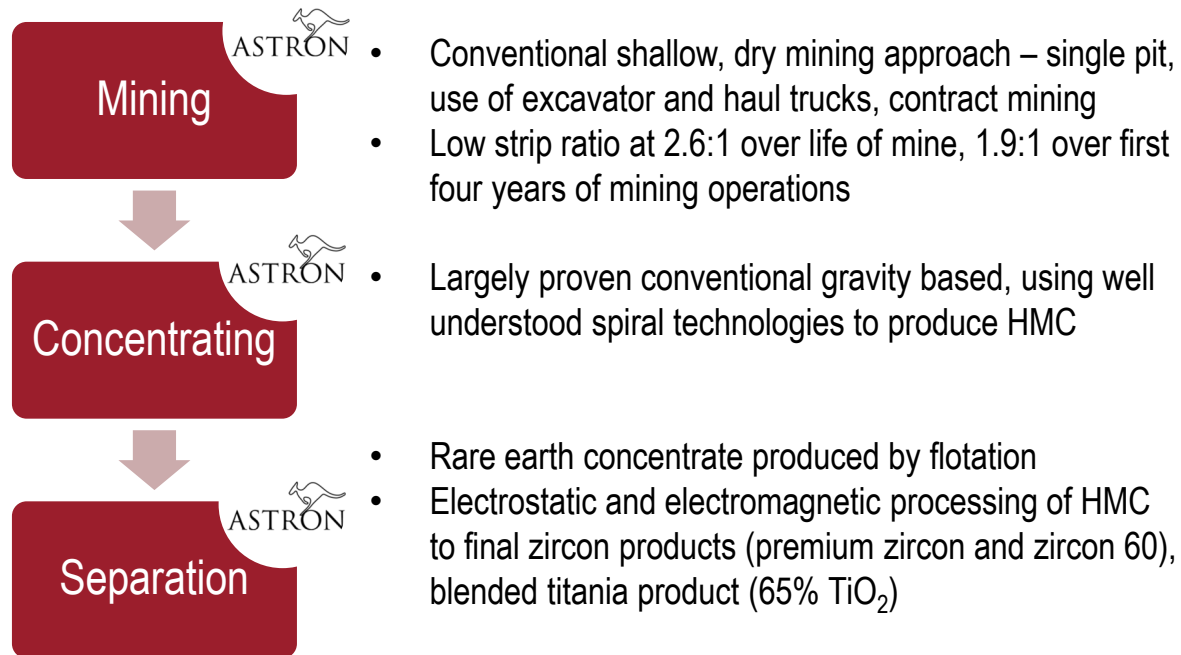 ASTRON
Mining
• Conventional shallow, dry mining approach – single pit,
use of excavator and haul trucks, contract mining
• Low strip ratio at 2.6:1 over life of mine, 1.9:1 over first
four years of mining operations
ASTRON
Concentrating
• Largely proven conventional gravity based, using well
understood spiral technologies to produce HMC
ASTRON
Separation
• Rare earth concentrate produced by flotation
• Electrostatic and electromagnetic processing of HMC
to final zircon products (premium zircon and zircon 60),
blended titania product (65% TiO₂)